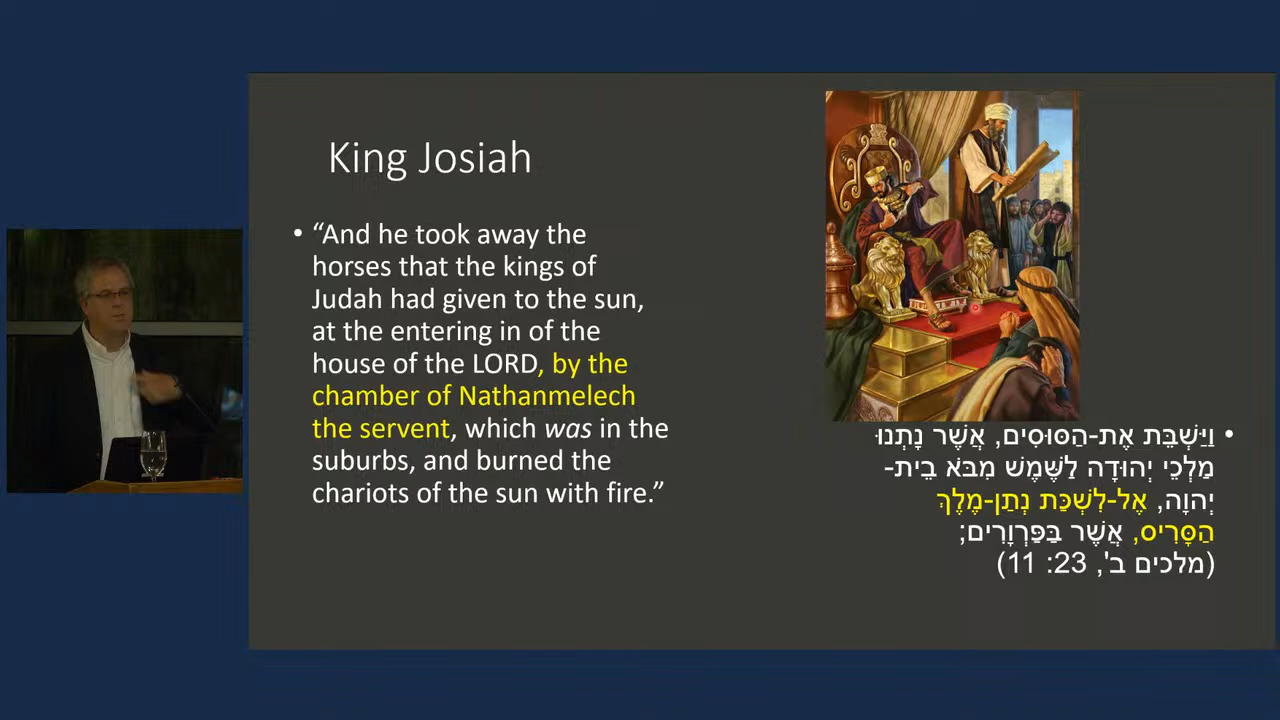 King Josiah
• “And he took away the
horses that the kings of
Judah had given to the sun,
at the entering in of the
house of the LORD, by the
chamber of Nathanmelech
the servent, which was in the
suburbs, and burned the
chariots of the sun with fire.”
• וַיַּשְׁבֵּת אֶת-הַסּוּסִים, אֲשֶׁר נָתְנוּ
מַלְכֵי יְהוּדָה לַשֶּׁמֶשׁ מִבֹּא בֵית-
יְהוָה, אֶל-לִשְׁכַּת נְתַן-מֶלֶךְ
הַסָּרִיס, אֲשֶׁר בַּפַּרְוָרִים;
(מלכים ב', 23: 11)